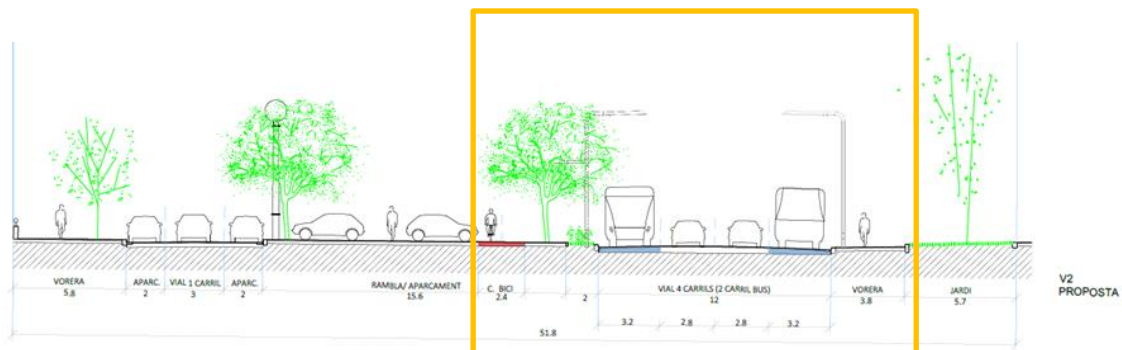 VORERA
5.8
APARC.
2
VIAL 1 CARRIL
3
APARC.
2
RAMBLA/ APARCAMENT
15.6
C. BICI
2.4
2
VIAL 4 CARRILS (2 CARRIL BUS)
12
VORERA
3.8
JARDI
5.7
3.2
2.8
2.8
3.2
51.8
V2
PROPOSTA